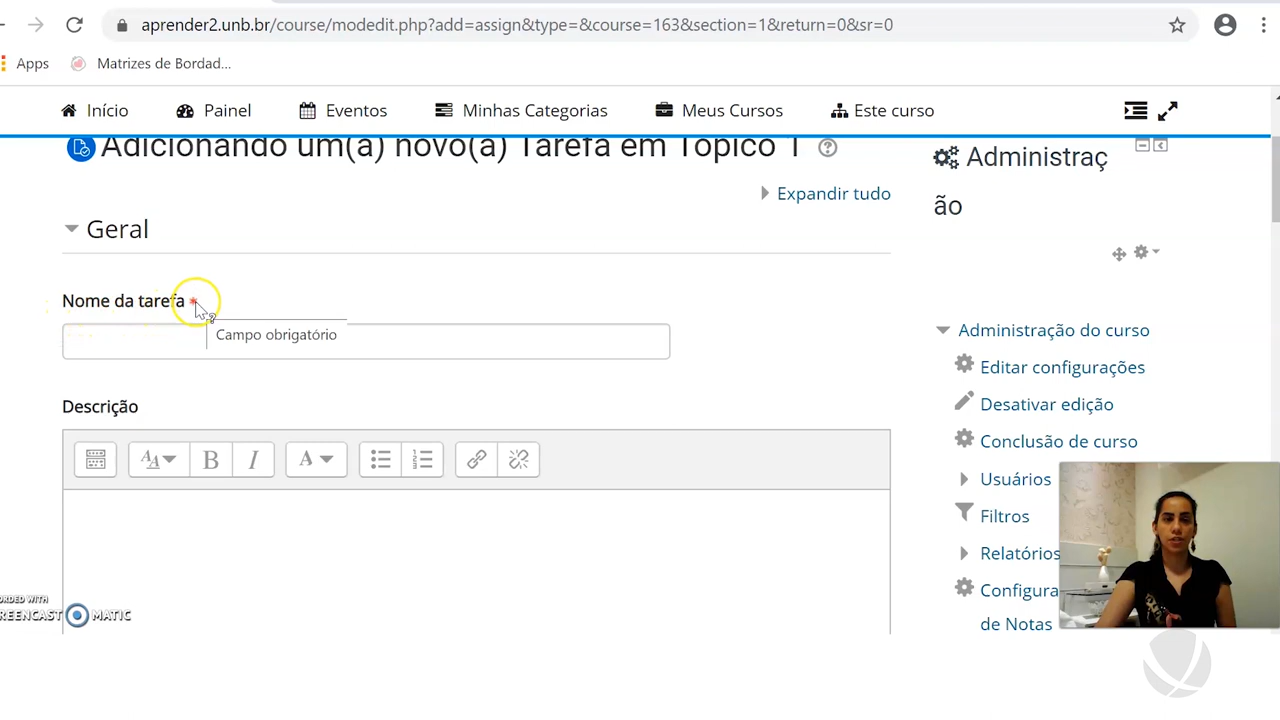 aprender2.unb.br/course/modedit.php?add=assign&type=&course=163&section=1&return=0&sr=0
Apps Matrizes de Bordad...
Início Painel Eventos Minhas Categorias Meus Cursos Este curso
Adicionando um(a) novo(a) Tarefa em Tópico 1
Expandir tudo
Geral
Nome da tarefa *
Campo obrigatório
Descrição
B I A
Administraç
ão
Administração do curso
Editar configurações
Desativar edição
Conclusão de curso
Usuários
Filtros
Relatórios
Configura
de Notas
ORDED WITH
REENCAST MATIC